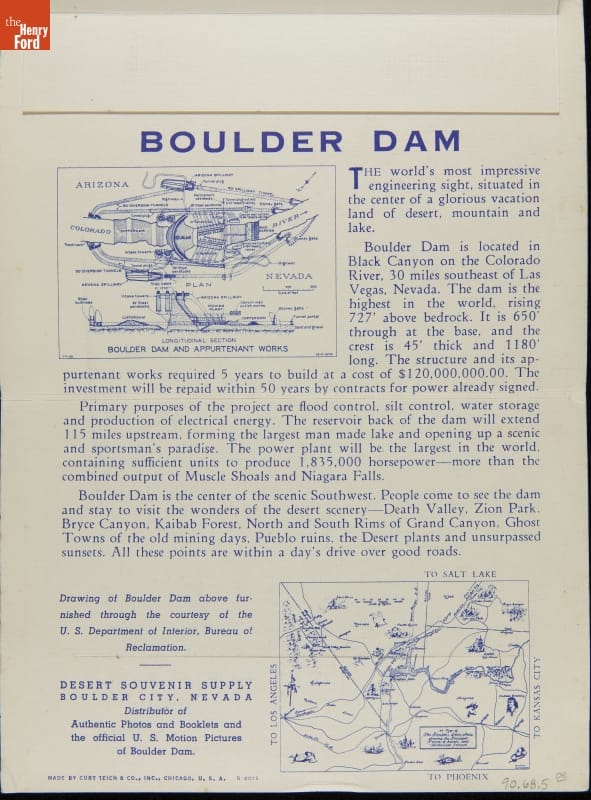 the
Henry
Ford
BOULDER DAM
ARIZONA
ARIZONA SPILLWAY
COLORADO
RIVER
NEVADA
NEVADA SPILLWAY
PLAN
LONGITUDINAL SECTION
BOULDER DAM AND APPURTENANT WORKS
THE world's most impressive
engineering sight, situated in
the center of a glorious vacation
land of desert, mountain and
lake.
Boulder Dam is located in
Black Canyon on the Colorado
River, 30 miles southeast of Las
Vegas, Nevada. The dam is the
highest in the world, rising
727' above bedrock. It is 650'
through at the base, and the
crest is 45' thick and 1180'
long. The structure and its ap-
purtenant works required 5 years to build at a cost of $120,000,000.00. The
investment will be repaid within 50 years by contracts for power already signed.
Primary purposes of the project are flood control, silt control, water storage
and production of electrical energy. The reservoir back of the dam will extend
115 miles upstream, forming the largest man made lake and opening up a scenic
and sportsman's paradise. The power plant will be the largest in the world,
containing sufficient units to produce 1,835,000 horsepower—more than the
combined output of Muscle Shoals and Niagara Falls.
Boulder Dam is the center of the scenic Southwest. People come to see the dam
and stay to visit the wonders of the desert scenery—Death Valley, Zion Park,
Bryce Canyon, Kaibab Forest, North and South Rims of Grand Canyon, Ghost
Towns of the old mining days, Pueblo ruins, the Desert plants and unsurpassed
sunsets. All these points are within a day's drive over good roads.
Drawing of Boulder Dam above fur-
nished through the courtesy of the
U. S. Department of Interior, Bureau of
Reclamation.
DESERT SOUVENIR SUPPLY
BOULDER CITY, NEVADA
Distributor of
Authentic Photos and Booklets and
the official U. S. Motion Pictures
of Boulder Dam.
TO SALT LAKE
TO LOS ANGELES
TO KANSAS CITY
TO PHOENIX
MADE BY CURT TEICH & CO., INC., CHICAGO, U. S. A.
90.68.5